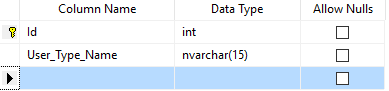 Column Name Data Type Allow Nulls
Id int
User_Type_Name nvarchar(15)